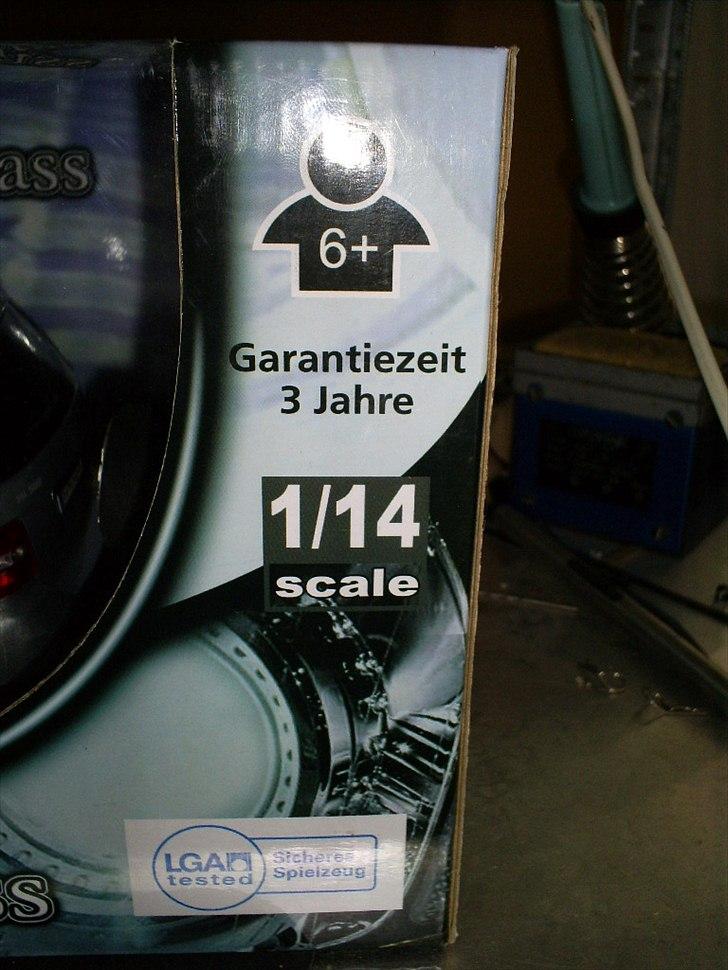 ass
6+
Garantiezeit
3 Jahre
1/14
scale
LGA
tested
Sicheres
Spielzeug
ss